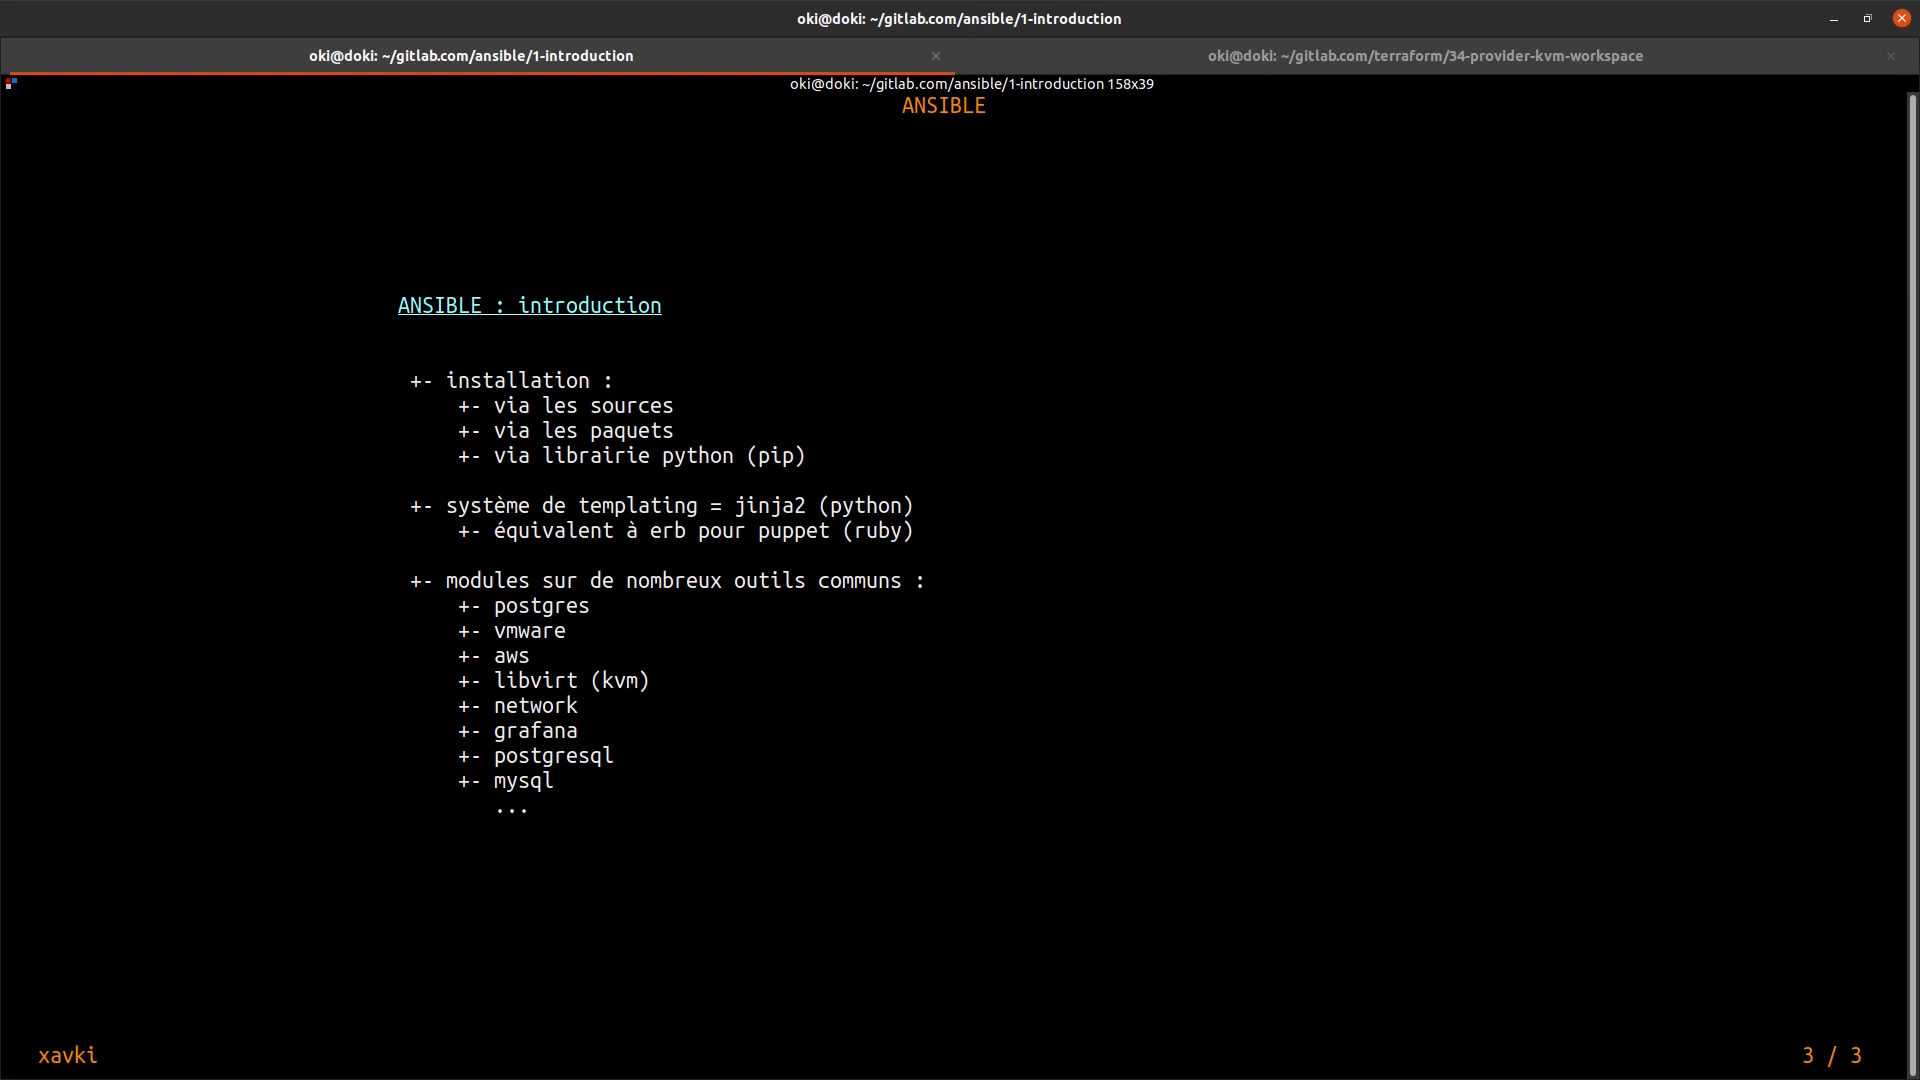 oki@doki: ~/gitlab.com/ansible/1-introduction
oki@doki: ~/gitlab.com/ansible/1-introduction
oki@doki: ~/gitlab.com/terraform/34-provider-kvm-workspace
oki@doki: ~/gitlab.com/ansible/1-introduction 158x39
ANSIBLE
ANSIBLE : introduction
+- installation :
+- via les sources
+- via les paquets
+- via librairie python (pip)
+- système de templating = jinja2 (python)
+- équivalent à erb pour puppet (ruby)
+- modules sur de nombreux outils communs :
+- postgres
+- vmware
+- aws
+- libvirt (kvm)
+- network
+- grafana
+- postgresql
+- mysql
...
xavki
3 / 3